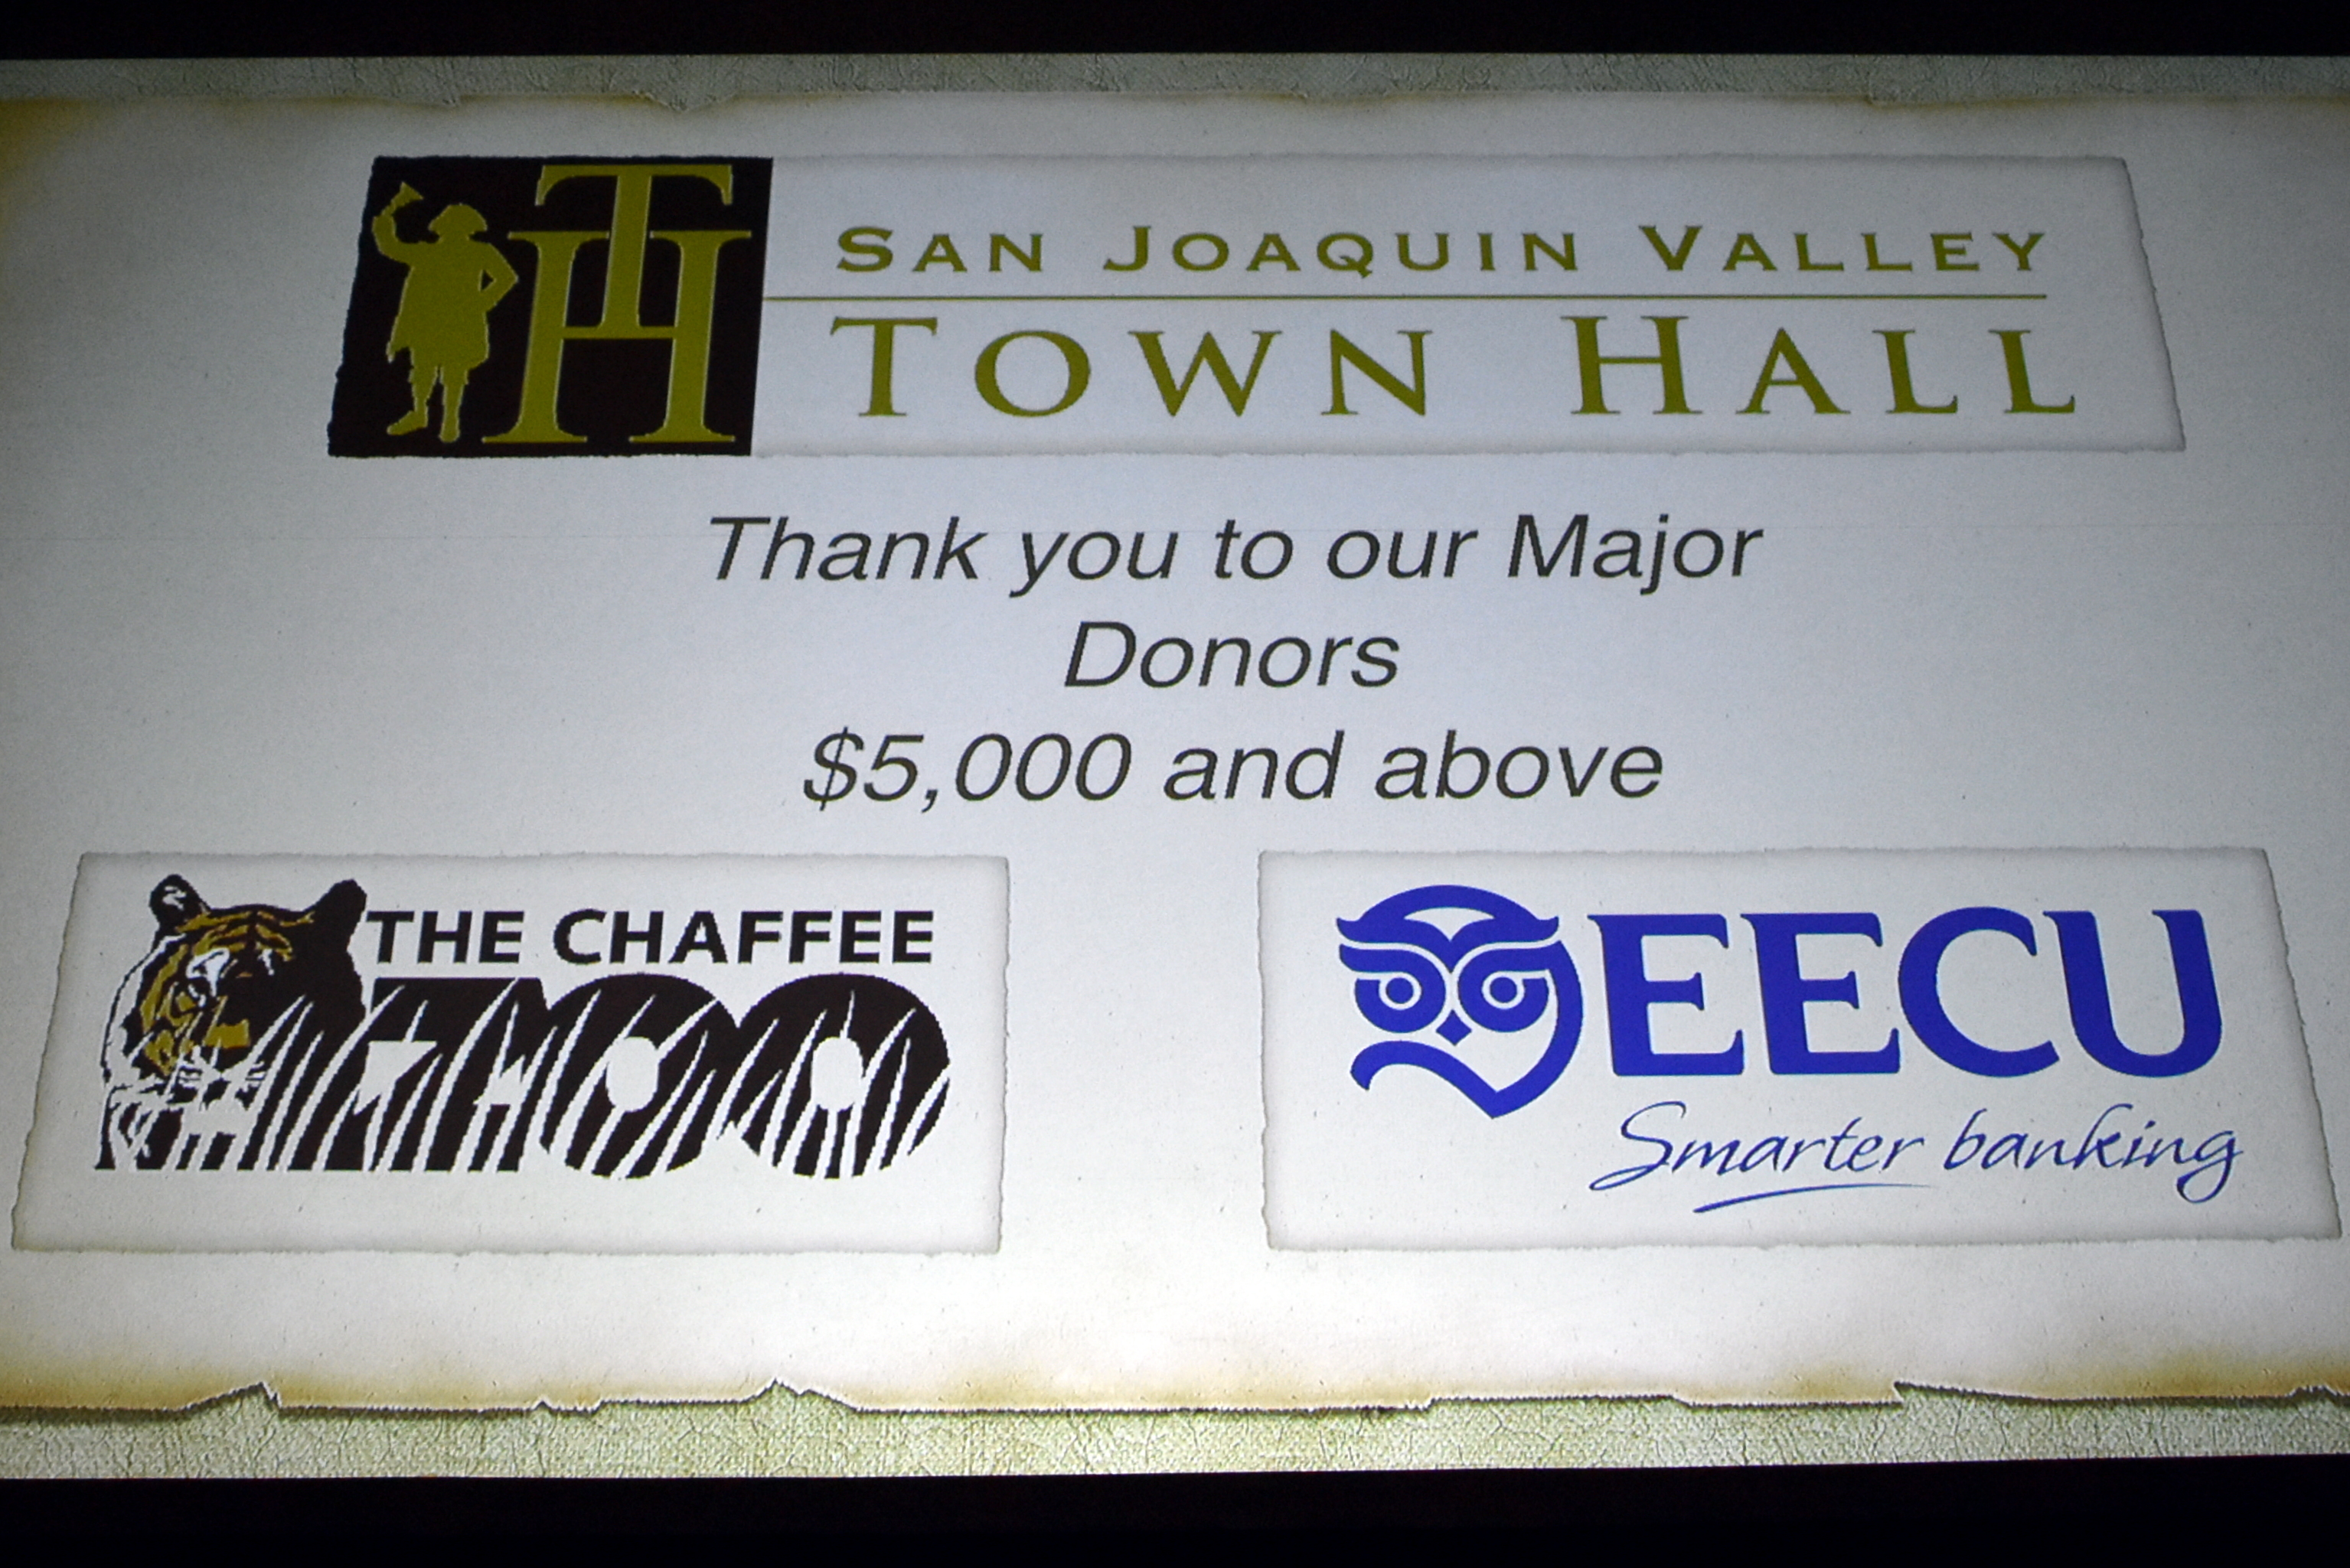 TH
SAN JOAQUIN VALLEY
TOWN HALL
Thank you to our Major
Donors
$5,000 and above
THE CHAFFEE
ZOO
EECU
Smarter banking